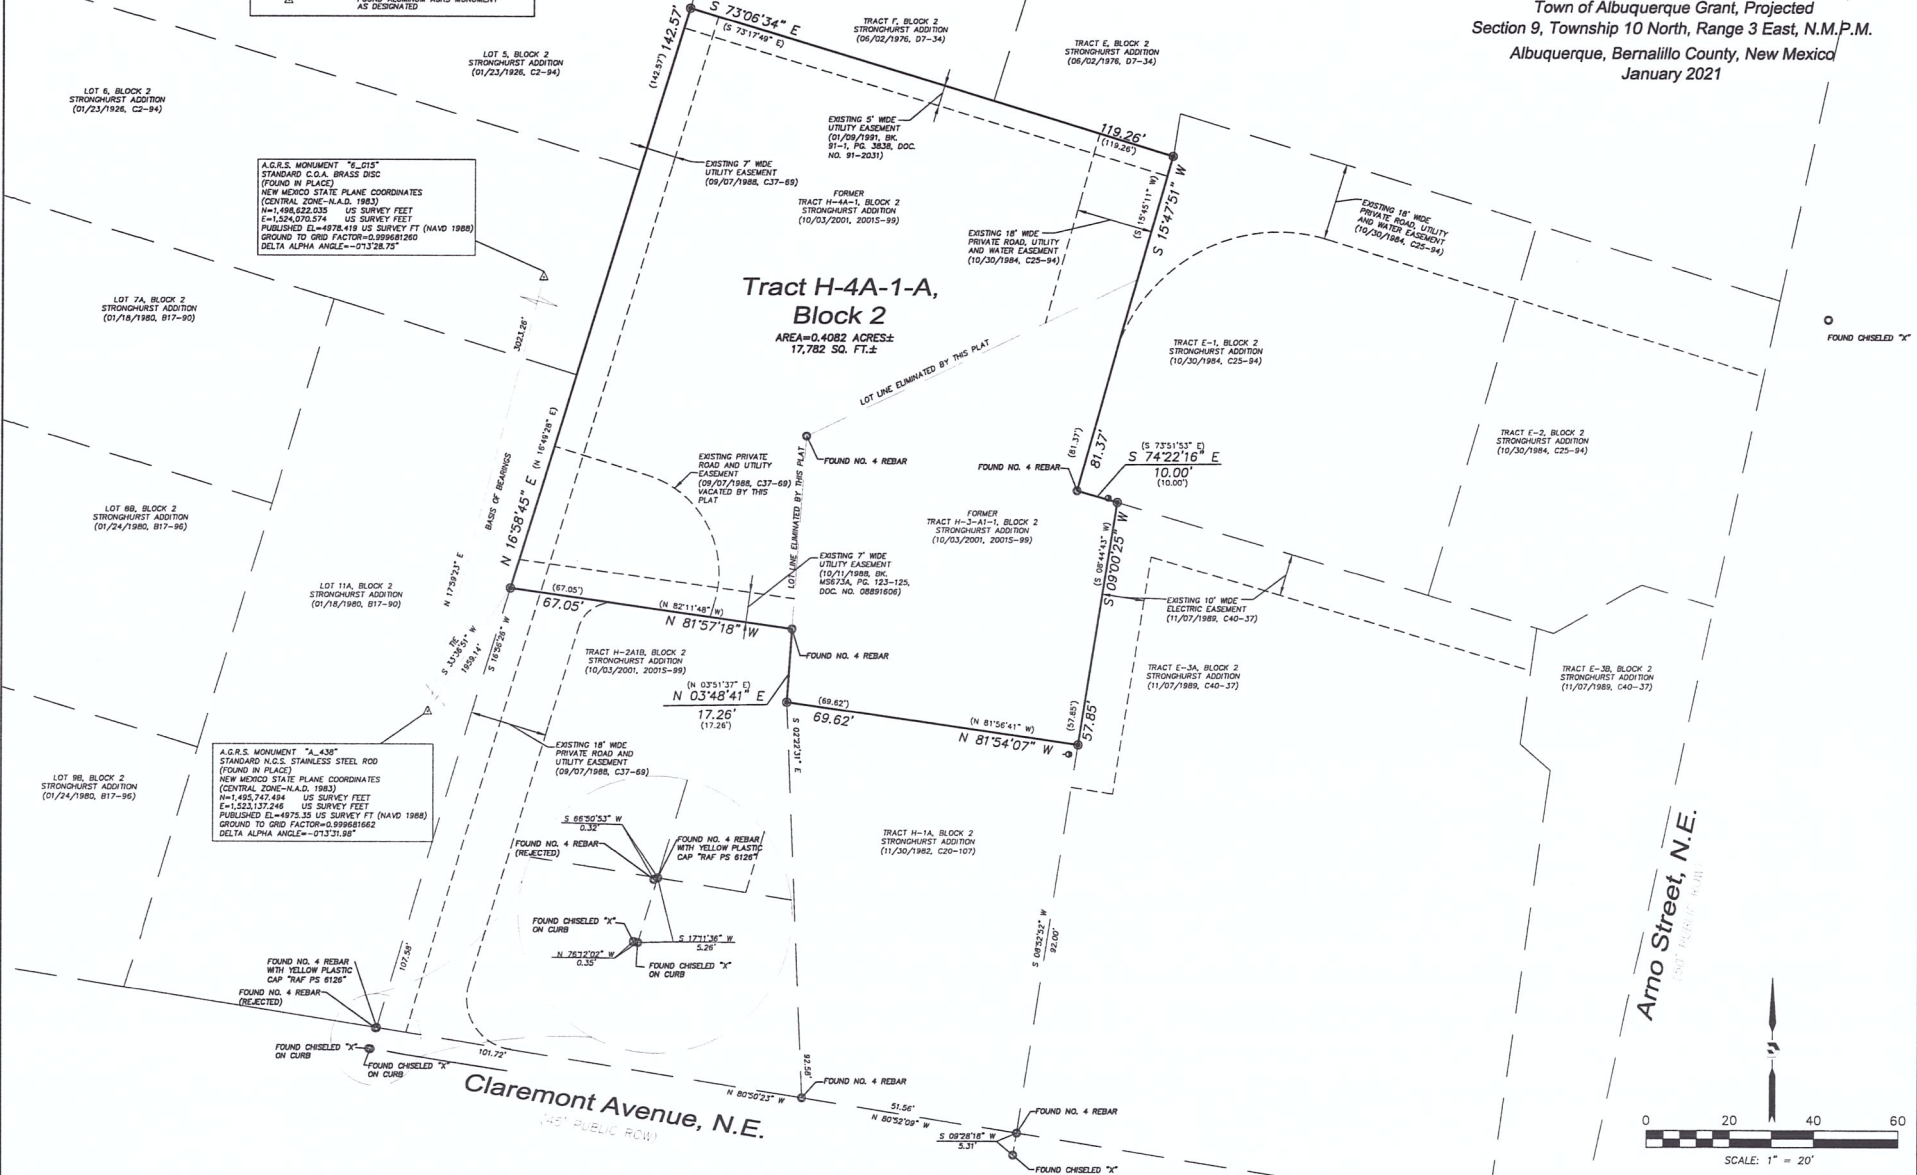 AS DESIGNATED
Town of Albuquerque Grant, Projected
Section 9, Township 10 North, Range 3 East, N.M.P.M.
Albuquerque, Bernalillo County, New Mexico
January 2021
142.57'
(142.57')
S 73°06'34" E
(S 73°17'49" E)
TRACT F, BLOCK 2
STRONGHURST ADDITION
(06/02/1976, D7-34)
TRACT E, BLOCK 2
STRONGHURST ADDITION
(06/02/1976, D7-34)
LOT 5, BLOCK 2
STRONGHURST ADDITION
(01/23/1926, C2-94)
LOT 6, BLOCK 2
STRONGHURST ADDITION
(01/23/1926, C2-94)
EXISTING 5' WIDE
UTILITY EASEMENT
(01/09/1991, BK.
91-1, PG. 3838, DOC.
NO. 91-2031)
119.26'
(119.26')
A.G.R.S. MONUMENT "6_G15"
STANDARD C.O.A. BRASS DISC
(FOUND IN PLACE)
NEW MEXICO STATE PLANE COORDINATES
(CENTRAL ZONE-N.A.D. 1983)
N=1,498,622.035 US SURVEY FEET
E=1,524,070.574 US SURVEY FEET
PUBLISHED EL=4978.419 US SURVEY FT (NAVD 1988)
GROUND TO GRID FACTOR=0.999681260
DELTA ALPHA ANGLE=-0°13'28.75"
EXISTING 7' WIDE
UTILITY EASEMENT
(09/07/1988, C37-69)
FORMER
TRACT H-4A-1, BLOCK 2
STRONGHURST ADDITION
(10/03/2001, 2001S-99)
EXISTING 18' WIDE
PRIVATE ROAD, UTILITY
AND WATER EASEMENT
(10/30/1984, C25-94)
(S 15°45'11" W)
S 15°47'51" W
EXISTING 18' WIDE
PRIVATE ROAD, UTILITY
AND WATER EASEMENT
(10/30/1984, C25-94)
Tract H-4A-1-A,
Block 2
AREA=0.4082 ACRES±
17,782 SQ. FT.±
LOT 7A, BLOCK 2
STRONGHURST ADDITION
(01/18/1980, B17-90)
3023.26'
LOT LINE ELIMINATED BY THIS PLAT
TRACT E-1, BLOCK 2
STRONGHURST ADDITION
(10/30/1984, C25-94)
FOUND CHISELED "X"
N 16°58'45" E (N 16°49'28" E)
BASIS OF BEARINGS
N 17°59'23" E
EXISTING PRIVATE
ROAD AND UTILITY
EASEMENT
(09/07/1988, C37-69)
VACATED BY THIS
PLAT
FOUND NO. 4 REBAR
LOT LINE ELIMINATED BY THIS PLAT
FOUND NO. 4 REBAR
(81.37')
81.37'
(S 73°51'53" E)
S 74°22'16" E
10.00'
(10.00')
TRACT E-2, BLOCK 2
STRONGHURST ADDITION
(10/30/1984, C25-94)
LOT 8B, BLOCK 2
STRONGHURST ADDITION
(01/24/1980, B17-96)
FORMER
TRACT H-3-A1-1, BLOCK 2
STRONGHURST ADDITION
(10/03/2001, 2001S-99)
(S 08°44'43" W)
S 09°00'25" W
EXISTING 7' WIDE
UTILITY EASEMENT
(10/11/1988, BK.
MS673A, PG. 123-125,
DOC. NO. 08891606)
LOT 11A, BLOCK 2
STRONGHURST ADDITION
(01/18/1980, B17-90)
(67.05')
67.05'
(N 82°11'48" W)
N 81°57'18" W
EXISTING 10' WIDE
ELECTRIC EASEMENT
(11/07/1989, C40-37)
TIE
S 33°36'51" W
1959.14'
S 16°56'26" W
TRACT H-2A1B, BLOCK 2
STRONGHURST ADDITION
(10/03/2001, 2001S-99)
FOUND NO. 4 REBAR
(N 03°51'37" E)
N 03°48'41" E
17.26'
(17.26')
(69.62')
69.62'
(N 81°56'41" W)
N 81°54'07" W
(57.85')
57.85'
TRACT E-3A, BLOCK 2
STRONGHURST ADDITION
(11/07/1989, C40-37)
TRACT E-3B, BLOCK 2
STRONGHURST ADDITION
(11/07/1989, C40-37)
A.G.R.S. MONUMENT "A_438"
STANDARD N.G.S. STAINLESS STEEL ROD
(FOUND IN PLACE)
NEW MEXICO STATE PLANE COORDINATES
(CENTRAL ZONE-N.A.D. 1983)
N=1,495,747.494 US SURVEY FEET
E=1,523,137.246 US SURVEY FEET
PUBLISHED EL=4975.35 US SURVEY FT (NAVD 1988)
GROUND TO GRID FACTOR=0.999681662
DELTA ALPHA ANGLE=-0°13'31.98"
LOT 9B, BLOCK 2
STRONGHURST ADDITION
(01/24/1980, B17-96)
EXISTING 18' WIDE
PRIVATE ROAD AND
UTILITY EASEMENT
(09/07/1988, C37-69)
S 02°22'31" E
S 66°50'53" W
0.32'
FOUND NO. 4 REBAR
(REJECTED)
FOUND NO. 4 REBAR
WITH YELLOW PLASTIC
CAP "RAF PS 6126"
TRACT H-1A, BLOCK 2
STRONGHURST ADDITION
(11/30/1982, C20-107)
FOUND CHISELED "X"
ON CURB
S 17°11'36" W
5.26'
N 76°12'02" W
0.35'
FOUND CHISELED "X"
ON CURB
S 08°52'52" W
92.00'
107.58'
FOUND NO. 4 REBAR
WITH YELLOW PLASTIC
CAP "RAF PS 6126"
FOUND NO. 4 REBAR
(REJECTED)
FOUND CHISELED "X"
ON CURB
FOUND CHISELED "X"
ON CURB
101.72'
Claremont Avenue, N.E.
(46' PUBLIC ROW)
N 80°50'23" W
92.58'
FOUND NO. 4 REBAR
51.56'
N 80°52'09" W
FOUND NO. 4 REBAR
S 09°28'18" W
5.31'
FOUND CHISELED "X"
Arno Street, N.E.
0 20 40 60
SCALE: 1" = 20'